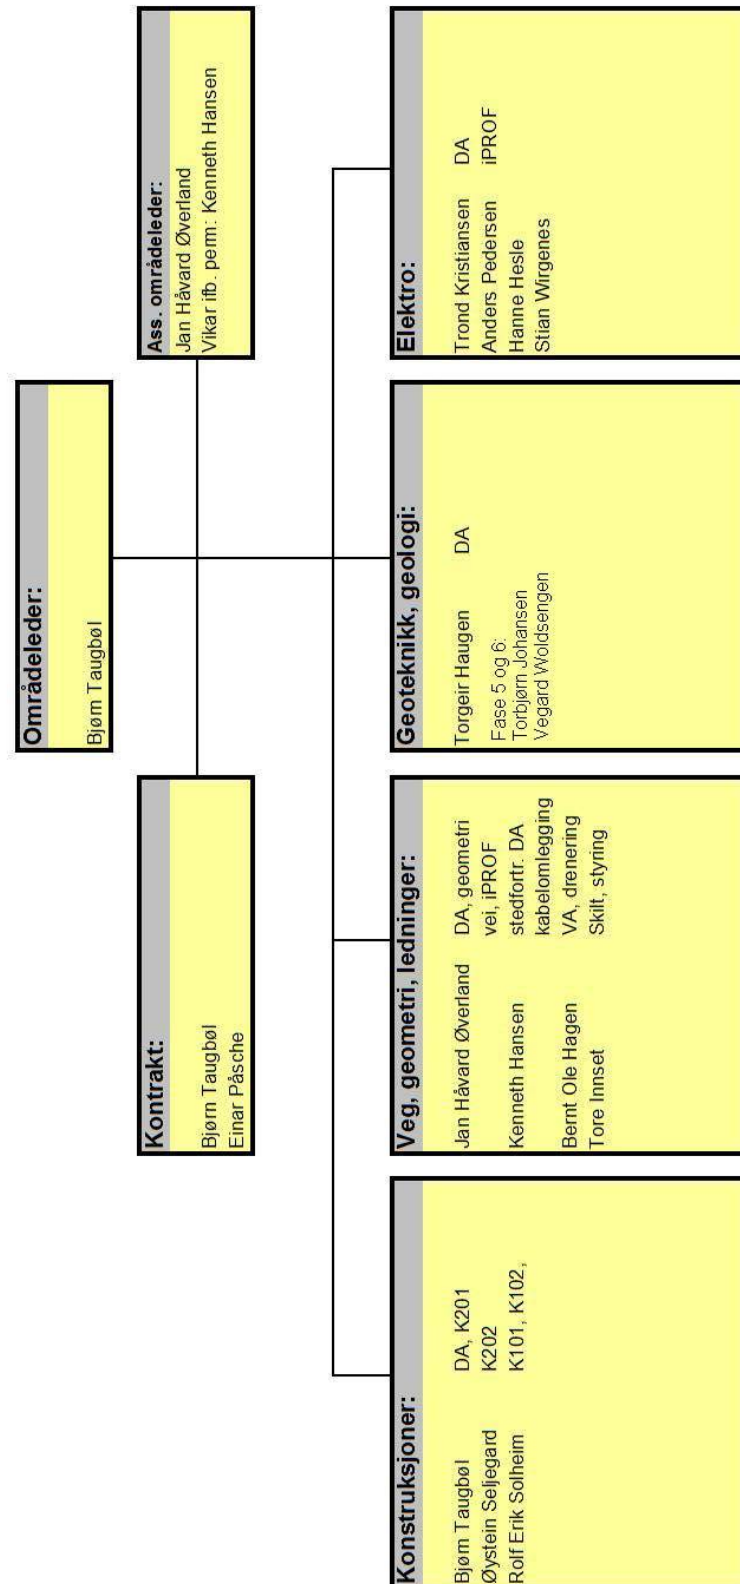 Områdeleder:
Bjørn Taugbøl
Kontrakt:
Bjørn Taugbøl
Einar Påsche
Ass. områdeleder:
Jan Håvard Øverland
Vikar ifb. perm: Kenneth Hansen
Konstruksjoner:
Bjørn Taugbøl DA, K201
Øystein Seljegard K202
Rolf Erik Solheim K101, K102,
Veg, geometri, ledninger:
Jan Håvard Øverland DA, geometri
vei, iPROF
Kenneth Hansen stedfortr. DA
kabelomlegging
Bernt Ole Hagen VA, drenering
Tore Innset Skilt, styring
Geoteknikk, geologi:
Torgeir Haugen DA
Fase 5 og 6:
Torbjørn Johansen
Vegard Woldsengen
Elektro:
Trond Kristiansen DA
Anders Pedersen iPROF
Hanne Hesle
Stian Wirgenes